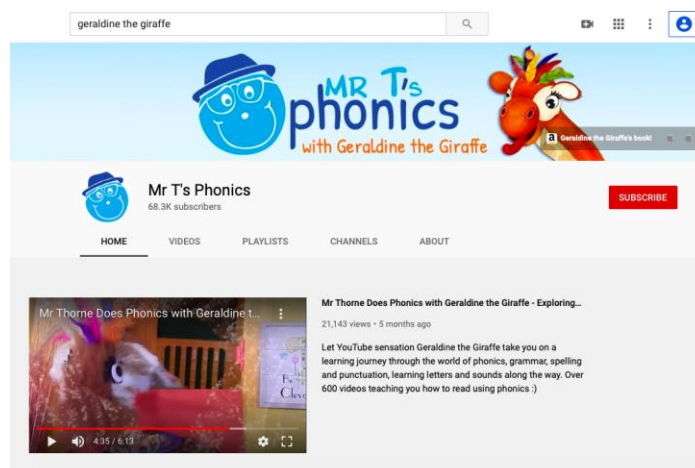 geraldine the giraffe
MR T's
phonics
with Geraldine the Giraffe
a Geraldine the Giraffe's book!
Mr T's Phonics
68.3K subscribers
SUBSCRIBE
HOME VIDEOS PLAYLISTS CHANNELS ABOUT
Mr Thorne Does Phonics with Geraldine t...
Clev
4:35 / 6:13
Mr Thorne Does Phonics with Geraldine the Giraffe - Exploring...
21,143 views • 5 months ago
Let YouTube sensation Geraldine the Giraffe take you on a
learning journey through the world of phonics, grammar, spelling
and punctuation, learning letters and sounds along the way. Over
600 videos teaching you how to read using phonics :)